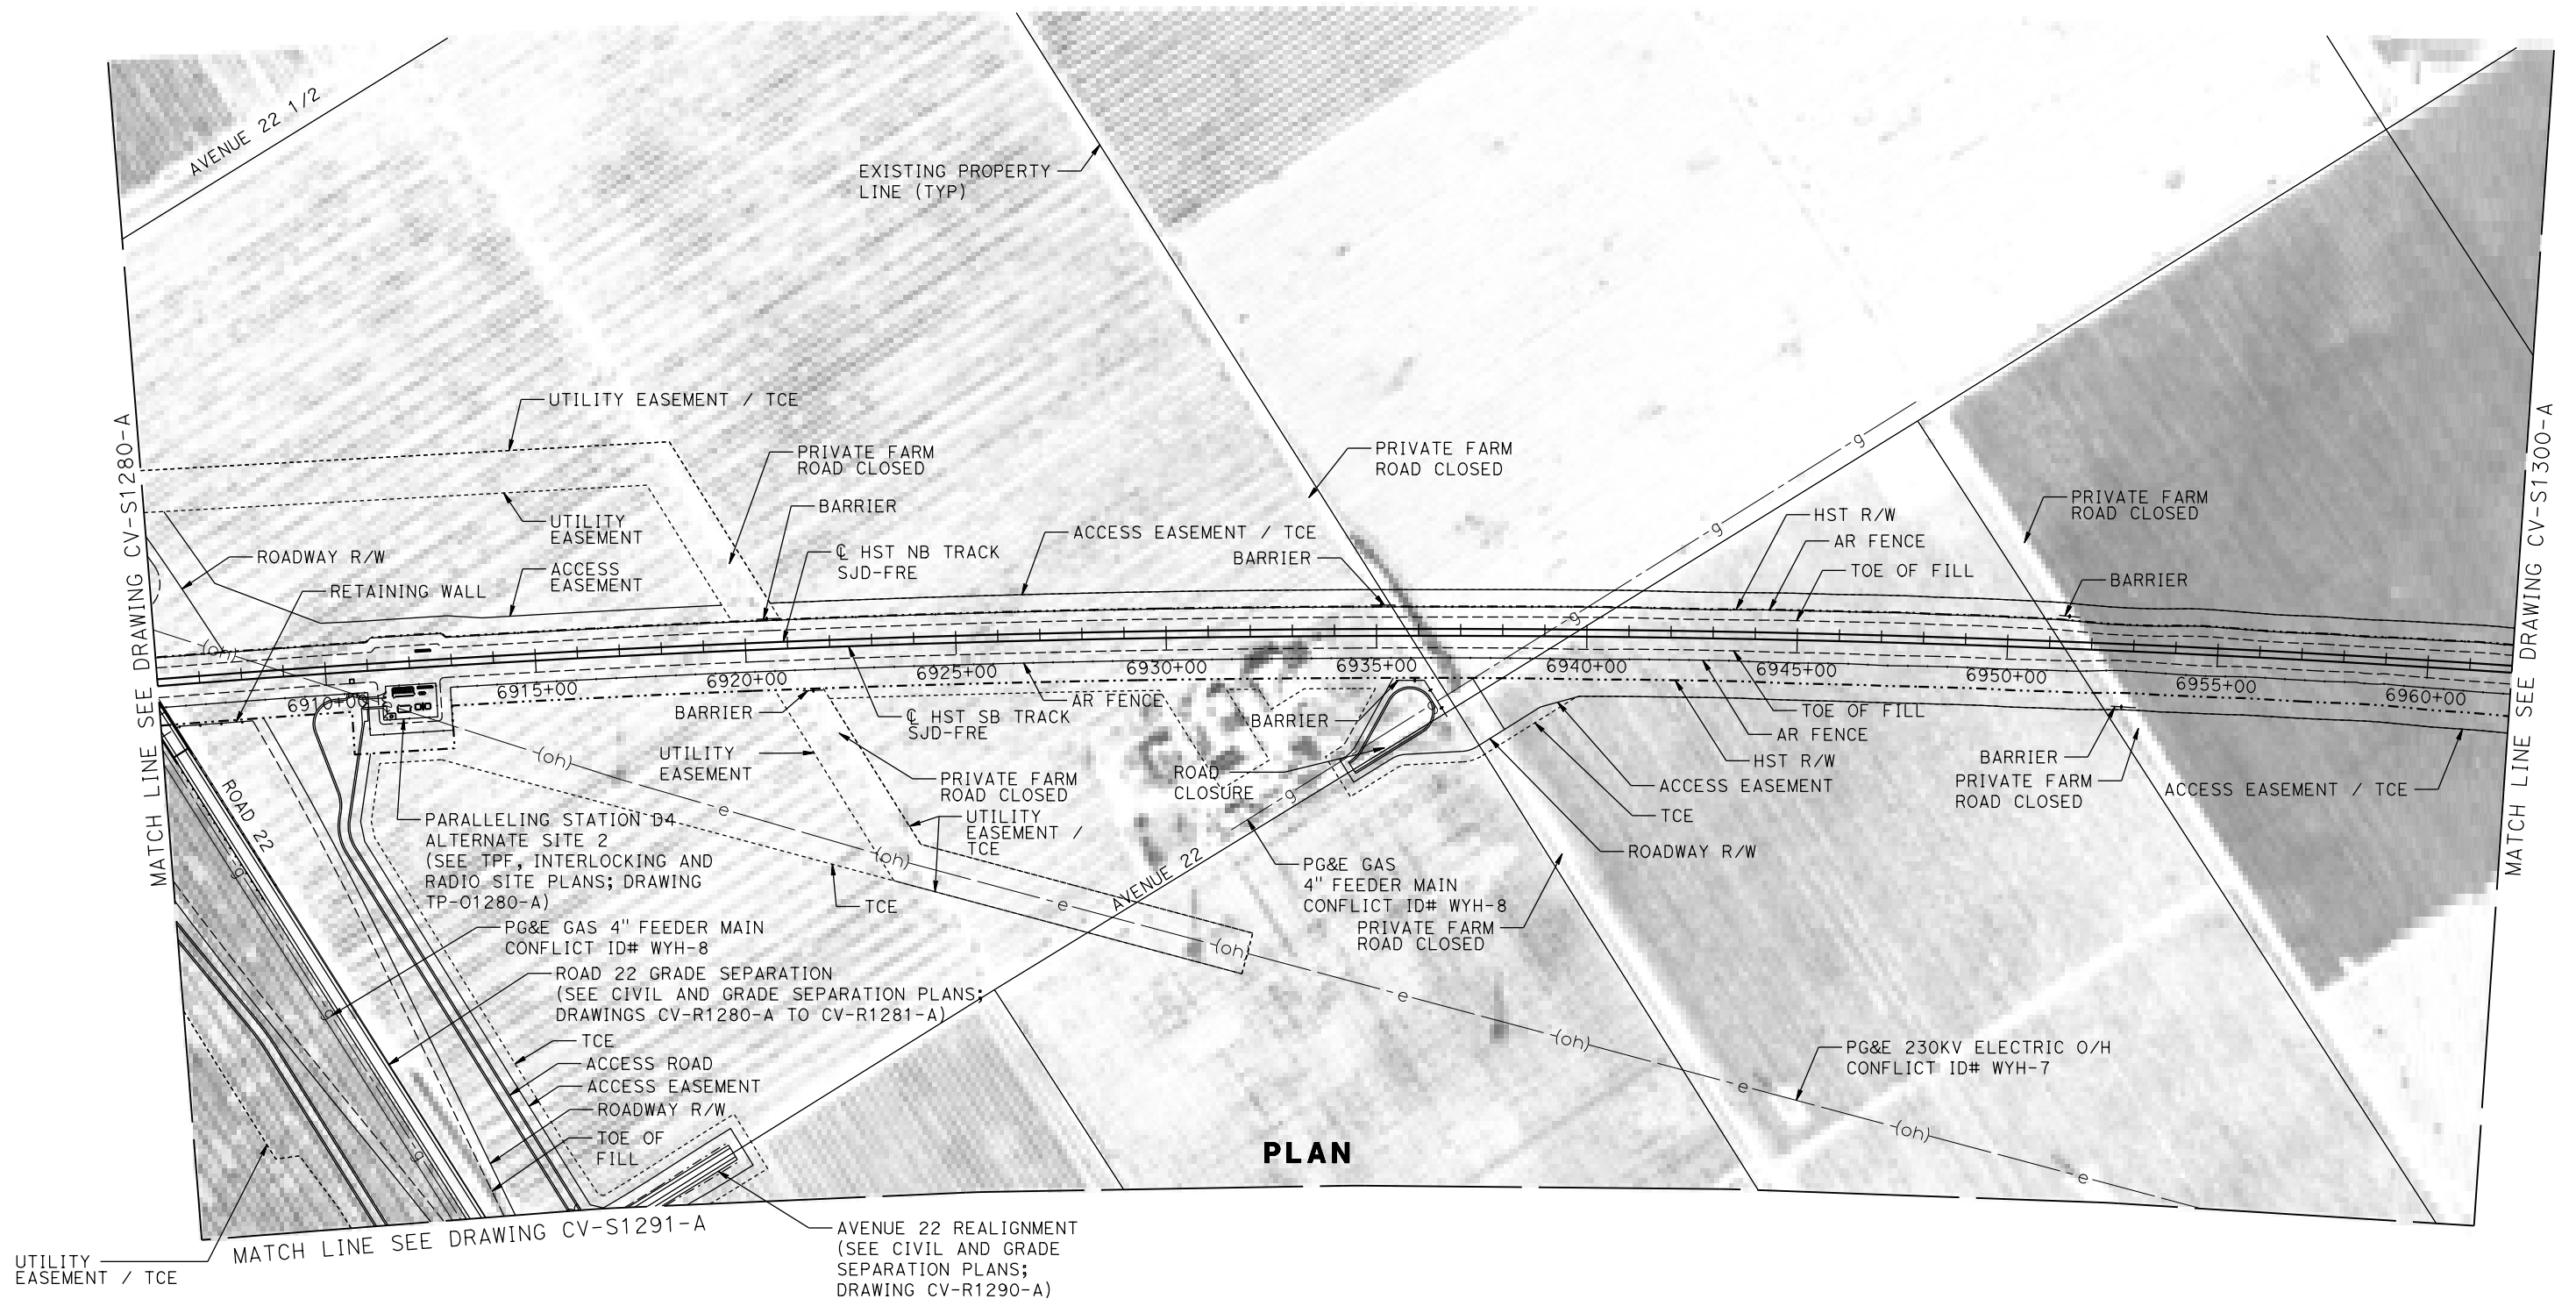 AVENUE 22 1/2
EXISTING PROPERTY
LINE (TYP)
MATCH LINE SEE DRAWING CV-S1280-A
MATCH LINE SEE DRAWING CV-S1300-A
UTILITY EASEMENT / TCE
PRIVATE FARM
ROAD CLOSED
PRIVATE FARM
ROAD CLOSED
PRIVATE FARM
ROAD CLOSED
UTILITY
EASEMENT
BARRIER
ACCESS EASEMENT / TCE
HST R/W
AR FENCE
TOE OF FILL
BARRIER
BARRIER
ROADWAY R/W
ACCESS
EASEMENT
RETAINING WALL
℄ HST NB TRACK
SJD-FRE
(oh)
g
g
g
6910+00
6915+00
6920+00
6925+00
6930+00
6935+00
6940+00
6945+00
6950+00
6955+00
6960+00
BARRIER
℄ HST SB TRACK
SJD-FRE
AR FENCE
BARRIER
TOE OF FILL
AR FENCE
HST R/W
ACCESS EASEMENT
TCE
ROADWAY R/W
BARRIER
PRIVATE FARM
ROAD CLOSED
ACCESS EASEMENT / TCE
UTILITY
EASEMENT
PRIVATE FARM
ROAD CLOSED
ROAD
CLOSURE
g
g
(oh)
e
UTILITY
EASEMENT /
TCE
ROAD 22
PARALLELING STATION D4
ALTERNATE SITE 2
(SEE TPF, INTERLOCKING AND
RADIO SITE PLANS; DRAWING
TP-O1280-A)
(oh)
TCE
e
AVENUE 22
(oh)
PG&E GAS
4" FEEDER MAIN
CONFLICT ID# WYH-8
PRIVATE FARM
ROAD CLOSED
g
PG&E GAS 4" FEEDER MAIN
CONFLICT ID# WYH-8
ROAD 22 GRADE SEPARATION
(SEE CIVIL AND GRADE SEPARATION PLANS;
DRAWINGS CV-R1280-A TO CV-R1281-A)
g
e
(oh)
PG&E 230KV ELECTRIC O/H
CONFLICT ID# WYH-7
e
(oh)
e
TCE
ACCESS ROAD
ACCESS EASEMENT
ROADWAY R/W
TOE OF
FILL
g
PLAN
MATCH LINE SEE DRAWING CV-S1291-A
AVENUE 22 REALIGNMENT
(SEE CIVIL AND GRADE
SEPARATION PLANS;
DRAWING CV-R1290-A)
UTILITY
EASEMENT / TCE